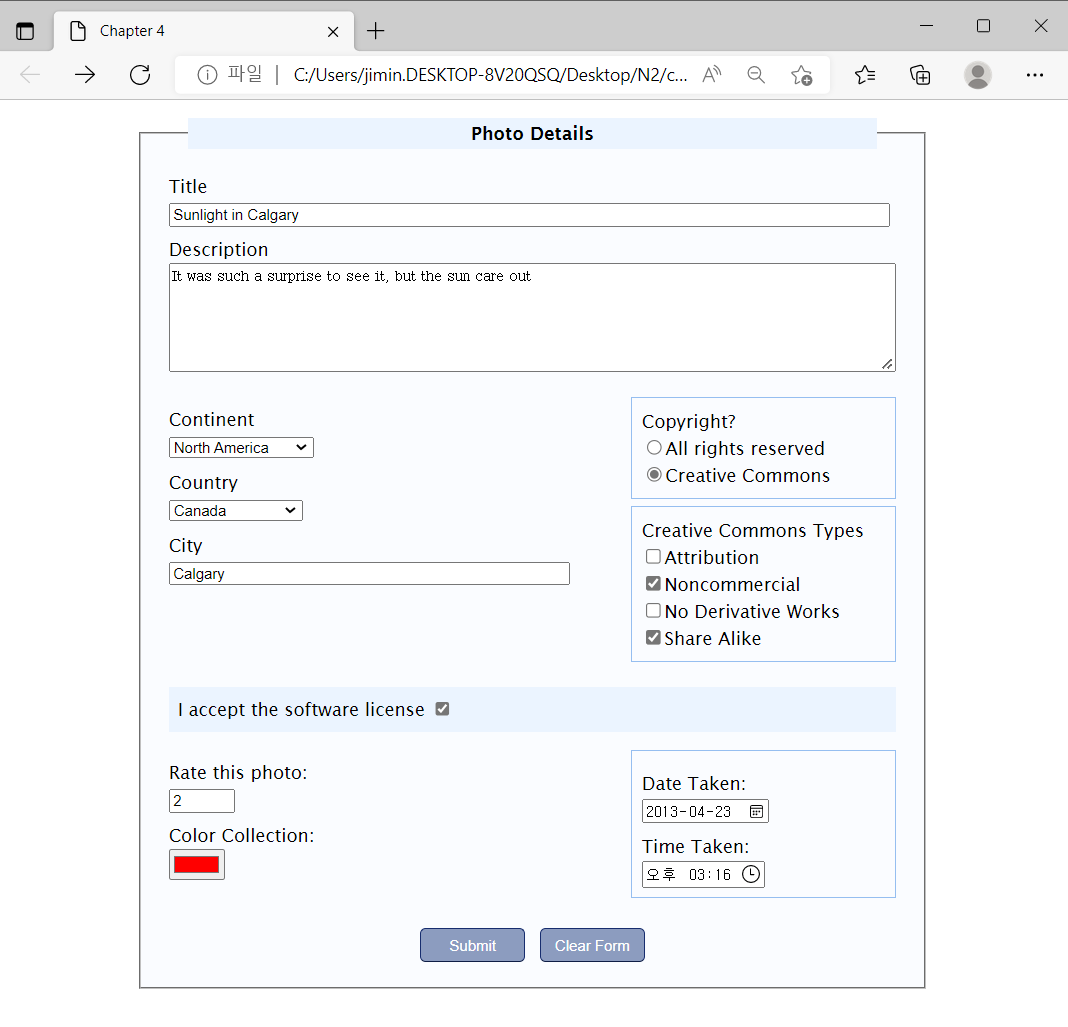 Chapter 4
파일 | C:/Users/jimin.DESKTOP-8V20QSQ/Desktop/N2/c...
Photo Details
Title
Sunlight in Calgary
Description
It was such a surprise to see it, but the sun care out
Continent
North America
Country
Canada
City
Calgary
Copyright?
All rights reserved
Creative Commons
Creative Commons Types
Attribution
Noncommercial
No Derivative Works
Share Alike
I accept the software license
Rate this photo:
2
Color Collection:
Date Taken:
2013-04-23
Time Taken:
오후 03:16
Submit
Clear Form